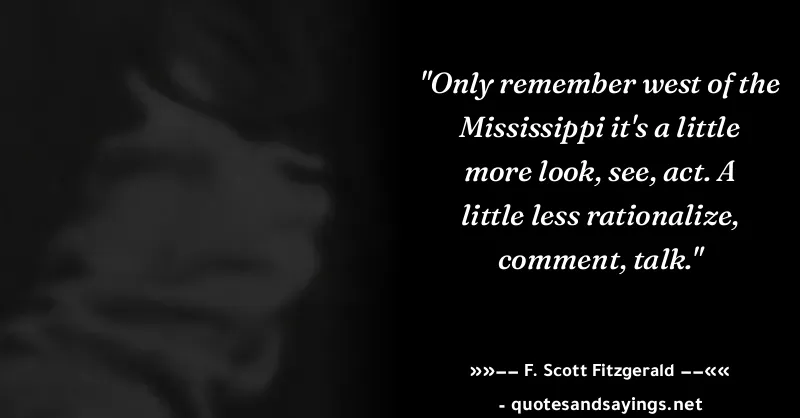 "Only remember west of the
Mississippi it's a little
more look, see, act. A
little less rationalize,
comment, talk."
»»–– F. Scott Fitzgerald ––««
- quotesandsayings.net